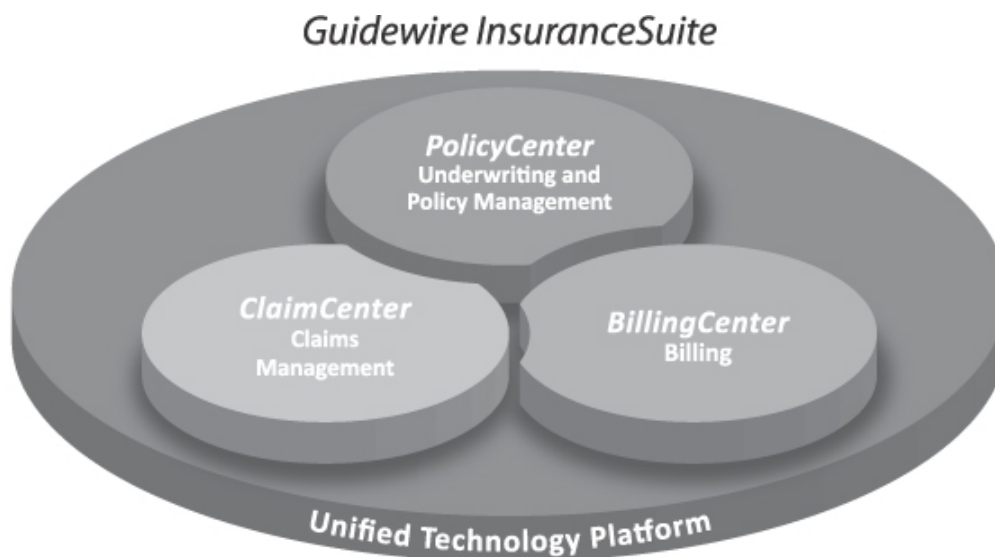 Guidewire InsuranceSuite
PolicyCenter
Underwriting and
Policy Management
ClaimCenter
Claims
Management
BillingCenter
Billing
Unified Technology Platform